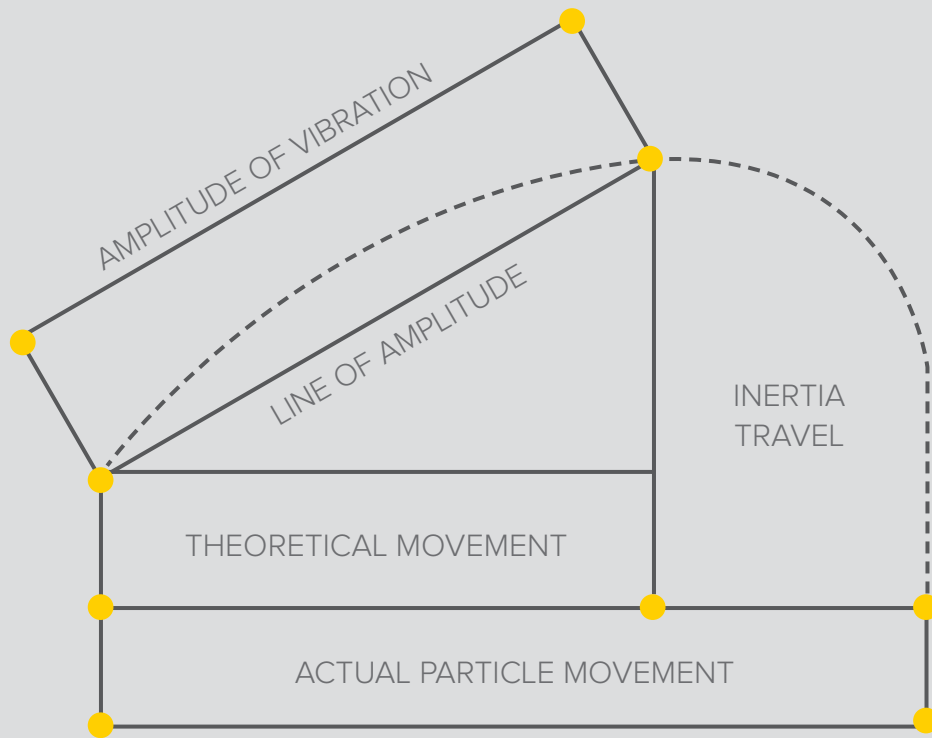 AMPLITUDE OF VIBRATION
LINE OF AMPLITUDE
INERTIA
TRAVEL
THEORETICAL MOVEMENT
ACTUAL PARTICLE MOVEMENT